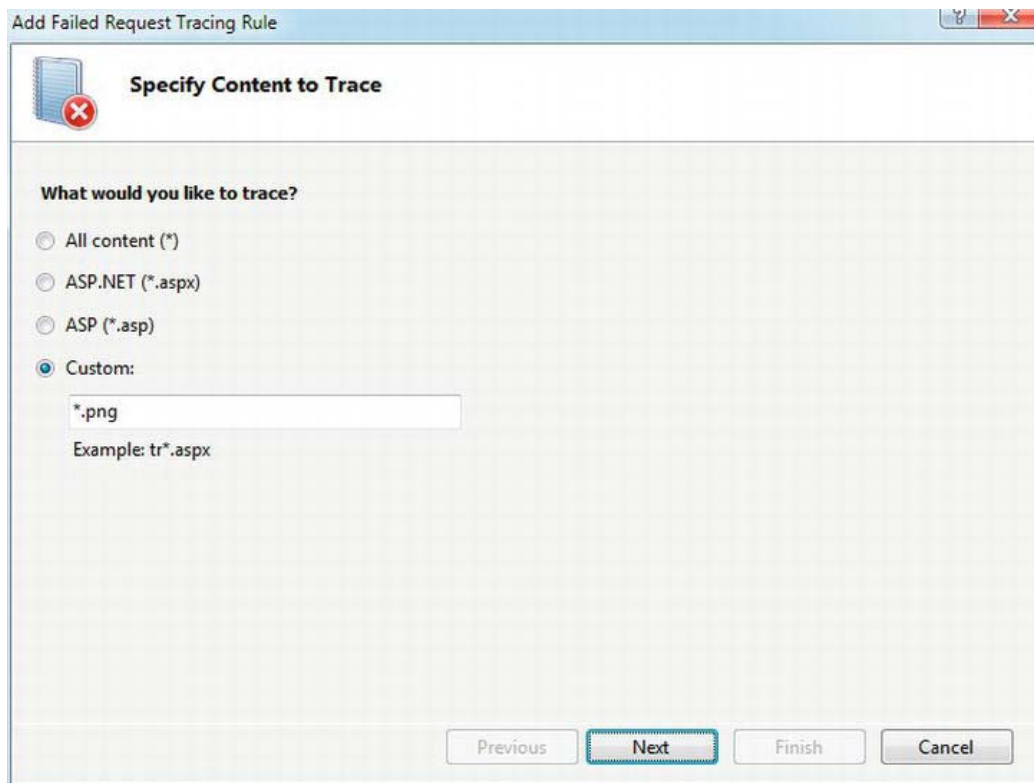 Add Failed Request Tracing Rule
Specify Content to Trace
What would you like to trace?
All content (*)
ASP.NET (*.aspx)
ASP (*.asp)
Custom:
*.png
Example: tr*.aspx
Previous Next Finish Cancel